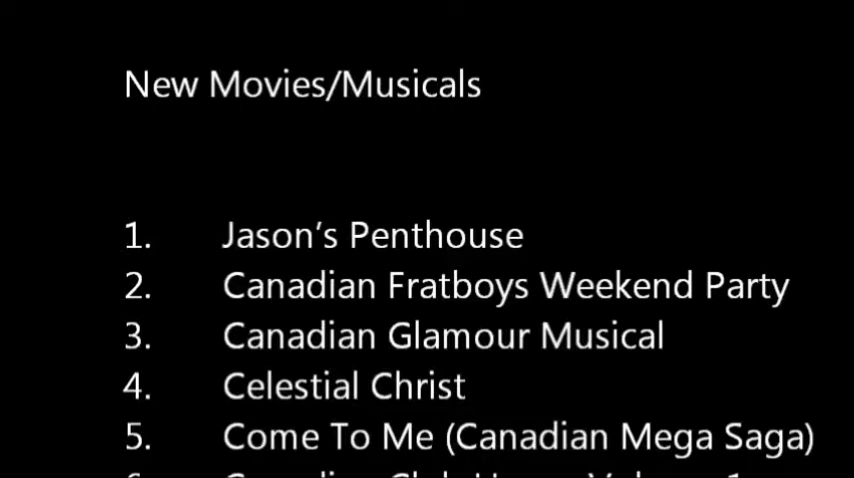 New Movies/Musicals
1. Jason's Penthouse
2. Canadian Fratboys Weekend Party
3. Canadian Glamour Musical
4. Celestial Christ
5. Come To Me (Canadian Mega Saga)